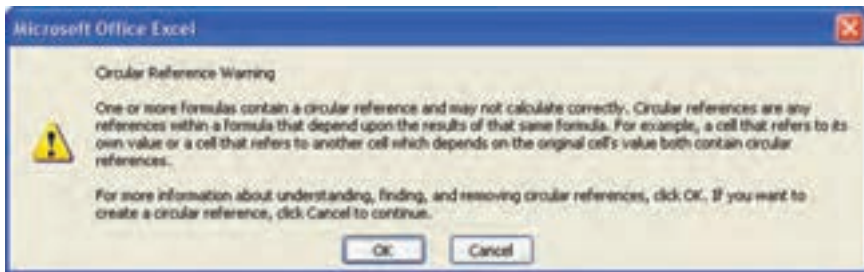 Microsoft Office Excel
Circular Reference Warning
One or more formulas contain a circular reference and may not calculate correctly. Circular references are any
references within a formula that depend upon the results of that same formula. For example, a cell that refers to its
own value or a cell that refers to another cell which depends on the original cell's value both contain circular
references.
For more information about understanding, finding, and removing circular references, click OK. If you want to
create a circular reference, click Cancel to continue.
OK
Cancel